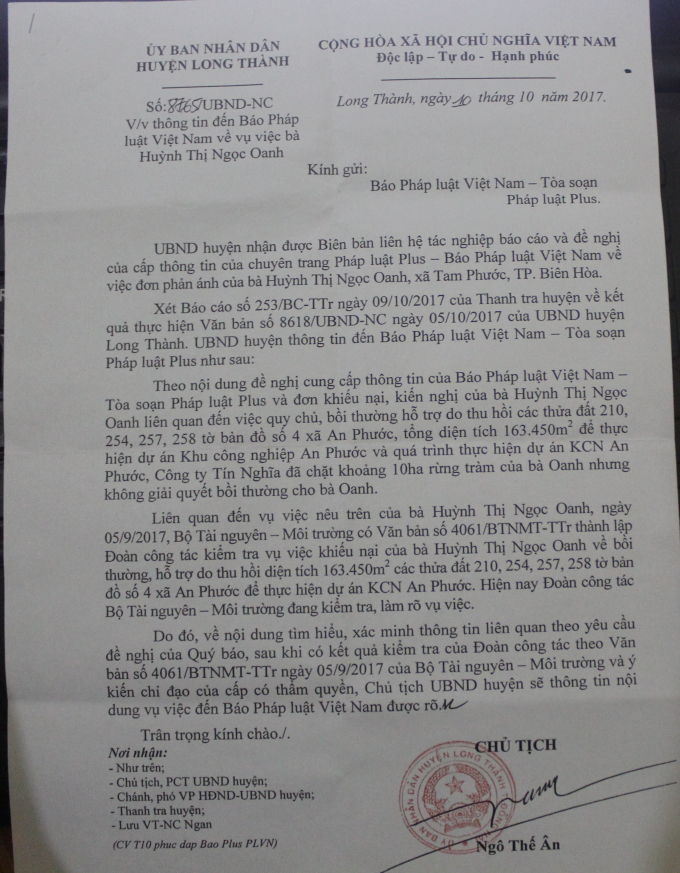 ỦY BAN NHÂN DÂN
HUYỆN LONG THÀNH
CỘNG HÒA XÃ HỘI CHỦ NGHĨA VIỆT NAM
Độc lập – Tự do - Hạnh phúc
Số: 8765/UBND-NC
V/v thông tin đến Báo Pháp
luật Việt Nam về vụ việc bà
Huỳnh Thị Ngọc Oanh
Long Thành, ngày 10 tháng 10 năm 2017.
Kính gửi:
Báo Pháp luật Việt Nam – Tòa soạn
Pháp luật Plus.
UBND huyện nhận được Biên bản liên hệ tác nghiệp báo cáo và đề nghị
của cấp thông tin của chuyên trang Pháp luật Plus – Báo Pháp luật Việt Nam về
việc đơn phản ánh của bà Huỳnh Thị Ngọc Oanh, xã Tam Phước, TP. Biên Hòa.
Xét Báo cáo số 253/BC-TTr ngày 09/10/2017 của Thanh tra huyện về kết
quả thực hiện Văn bản số 8618/UBND-NC ngày 05/10/2017 của UBND huyện
Long Thành. UBND huyện thông tin đến Báo Pháp luật Việt Nam – Tòa soạn
Pháp luật Plus như sau:
Theo nội dung đề nghị cung cấp thông tin của Báo Pháp luật Việt Nam –
Tòa soạn Pháp luật Plus và đơn khiếu nại, kiến nghị của bà Huỳnh Thị Ngọc
Oanh liên quan đến việc quy chủ, bồi thường hỗ trợ do thu hồi các thửa đất 210,
254, 257, 258 tờ bản đồ số 4 xã An Phước, tổng diện tích 163.450m² để thực
hiện dự án Khu công nghiệp An Phước và quá trình thực hiện dự án KCN An
Phước, Công ty Tín Nghĩa đã chặt khoảng 10ha rừng tràm của bà Oanh nhưng
không giải quyết bồi thường cho bà Oanh.
Liên quan đến vụ việc nêu trên của bà Huỳnh Thị Ngọc Oanh, ngày
05/9/2017, Bộ Tài nguyên – Môi trường có Văn bản số 4061/BTNMT-TTr thành lập
Đoàn công tác kiểm tra vụ việc khiếu nại của bà Huỳnh Thị Ngọc Oanh về bồi
thường, hỗ trợ do thu hồi diện tích 163.450m² các thửa đất 210, 254, 257, 258 tờ bản
đồ số 4 xã An Phước để thực hiện dự án KCN An Phước. Hiện nay Đoàn công tác
Bộ Tài nguyên – Môi trường đang kiểm tra, làm rõ vụ việc.
Do đó, về nội dung tìm hiểu, xác minh thông tin liên quan theo yêu cầu
đề nghị của Quý báo, sau khi có kết quả kiểm tra của Đoàn công tác theo Văn
bản số 4061/BTNMT-TTr ngày 05/9/2017 của Bộ Tài nguyên – Môi trường và ý
kiến chỉ đạo của cấp có thẩm quyền, Chủ tịch UBND huyện sẽ thông tin nội
dung vụ việc đến Báo Pháp luật Việt Nam được rõ.
Trân trọng kính chào./.
Nơi nhận:
- Như trên;
- Chủ tịch, PCT UBND huyện;
- Chánh, phó VP HĐND-UBND huyện;
- Thanh tra huyện;
- Lưu VT-NC Ngan
(CV T10 phuc dap Bao Plus PLVN)
CHỦ TỊCH
Ngô Thế Ân